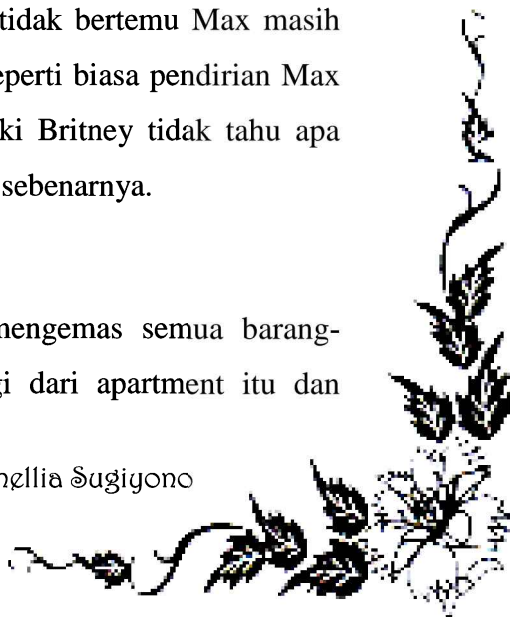 tidak bertemu Max masih
eperti biasa pendirian Max
ki Britney tidak tahu apa
sebenarnya.
mengemas semua barang-
gi dari apartment itu dan
nellia Sugiyono